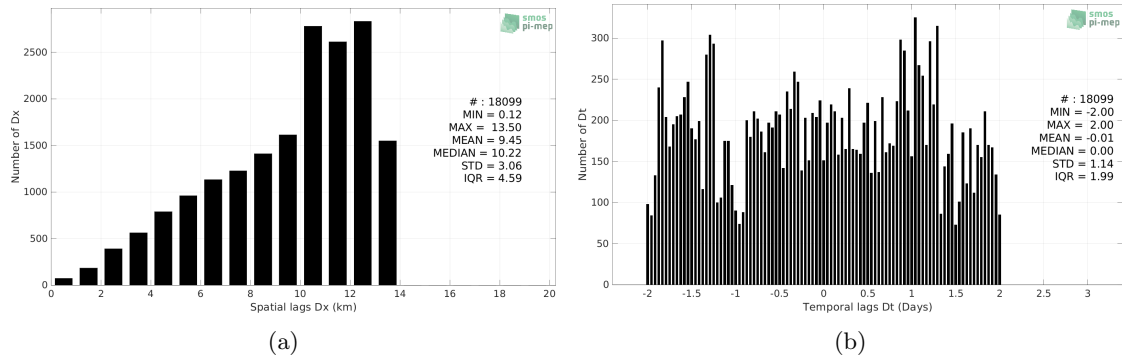 smos
pi-mep
Number of Dx
2500
2000
1500
1000
500
0
# : 18099
MIN = 0.12
MAX = 13.50
MEAN = 9.45
MEDIAN = 10.22
STD = 3.06
IQR = 4.59
0 2 4 6 8 10 12 14 16 18 20
Spatial lags Dx (km)
(a)
smos
pi-mep
Number of Dt
300
250
200
150
100
50
0
# : 18099
MIN = -2.00
MAX = 2.00
MEAN = -0.01
MEDIAN = 0.00
STD = 1.14
IQR = 1.99
-2 -1.5 -1 -0.5 0 0.5 1 1.5 2 2.5 3
Temporal lags Dt (Days)
(b)